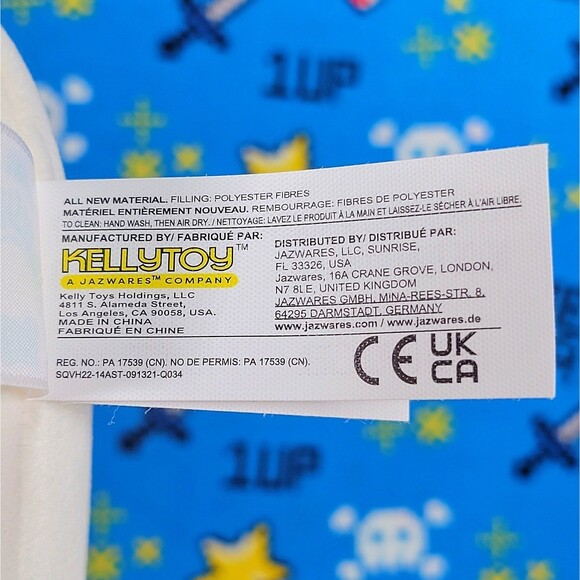 1UP
ALL NEW MATERIAL. FILLING: POLYESTER FIBRES
MATÉRIEL ENTIÈREMENT NOUVEAU. REMBOURRAGE: FIBRES DE POLYESTER
TO CLEAN: HAND WASH, THEN AIR DRY. / NETTOYAGE: LAVEZ LE PRODUIT À LA MAIN ET LAISSEZ-LE SÉCHER À L'AIR LIBRE.
MANUFACTURED BY/ FABRIQUÉ PAR:
KELLYTOY™
A JAZWARES™ COMPANY
Kelly Toys Holdings, LLC
4811 S. Alameda Street,
Los Angeles, CA 90058, USA.
MADE IN CHINA
FABRIQUÉ EN CHINE
DISTRIBUTED BY/ DISTRIBUÉ PAR:
JAZWARES, LLC, SUNRISE,
FL 33326, USA
Jazwares, 16A CRANE GROVE, LONDON,
N7 8LE, UNITED KINGDOM
JAZWARES GMBH, MINA-REES-STR. 8,
64295 DARMSTADT, GERMANY
www.jazwares.com / www.jazwares.de
REG. NO.: PA 17539 (CN). NO DE PERMIS: PA 17539 (CN).
SQVH22-14AST-091321-Q034
CE
UK
CA
1UP